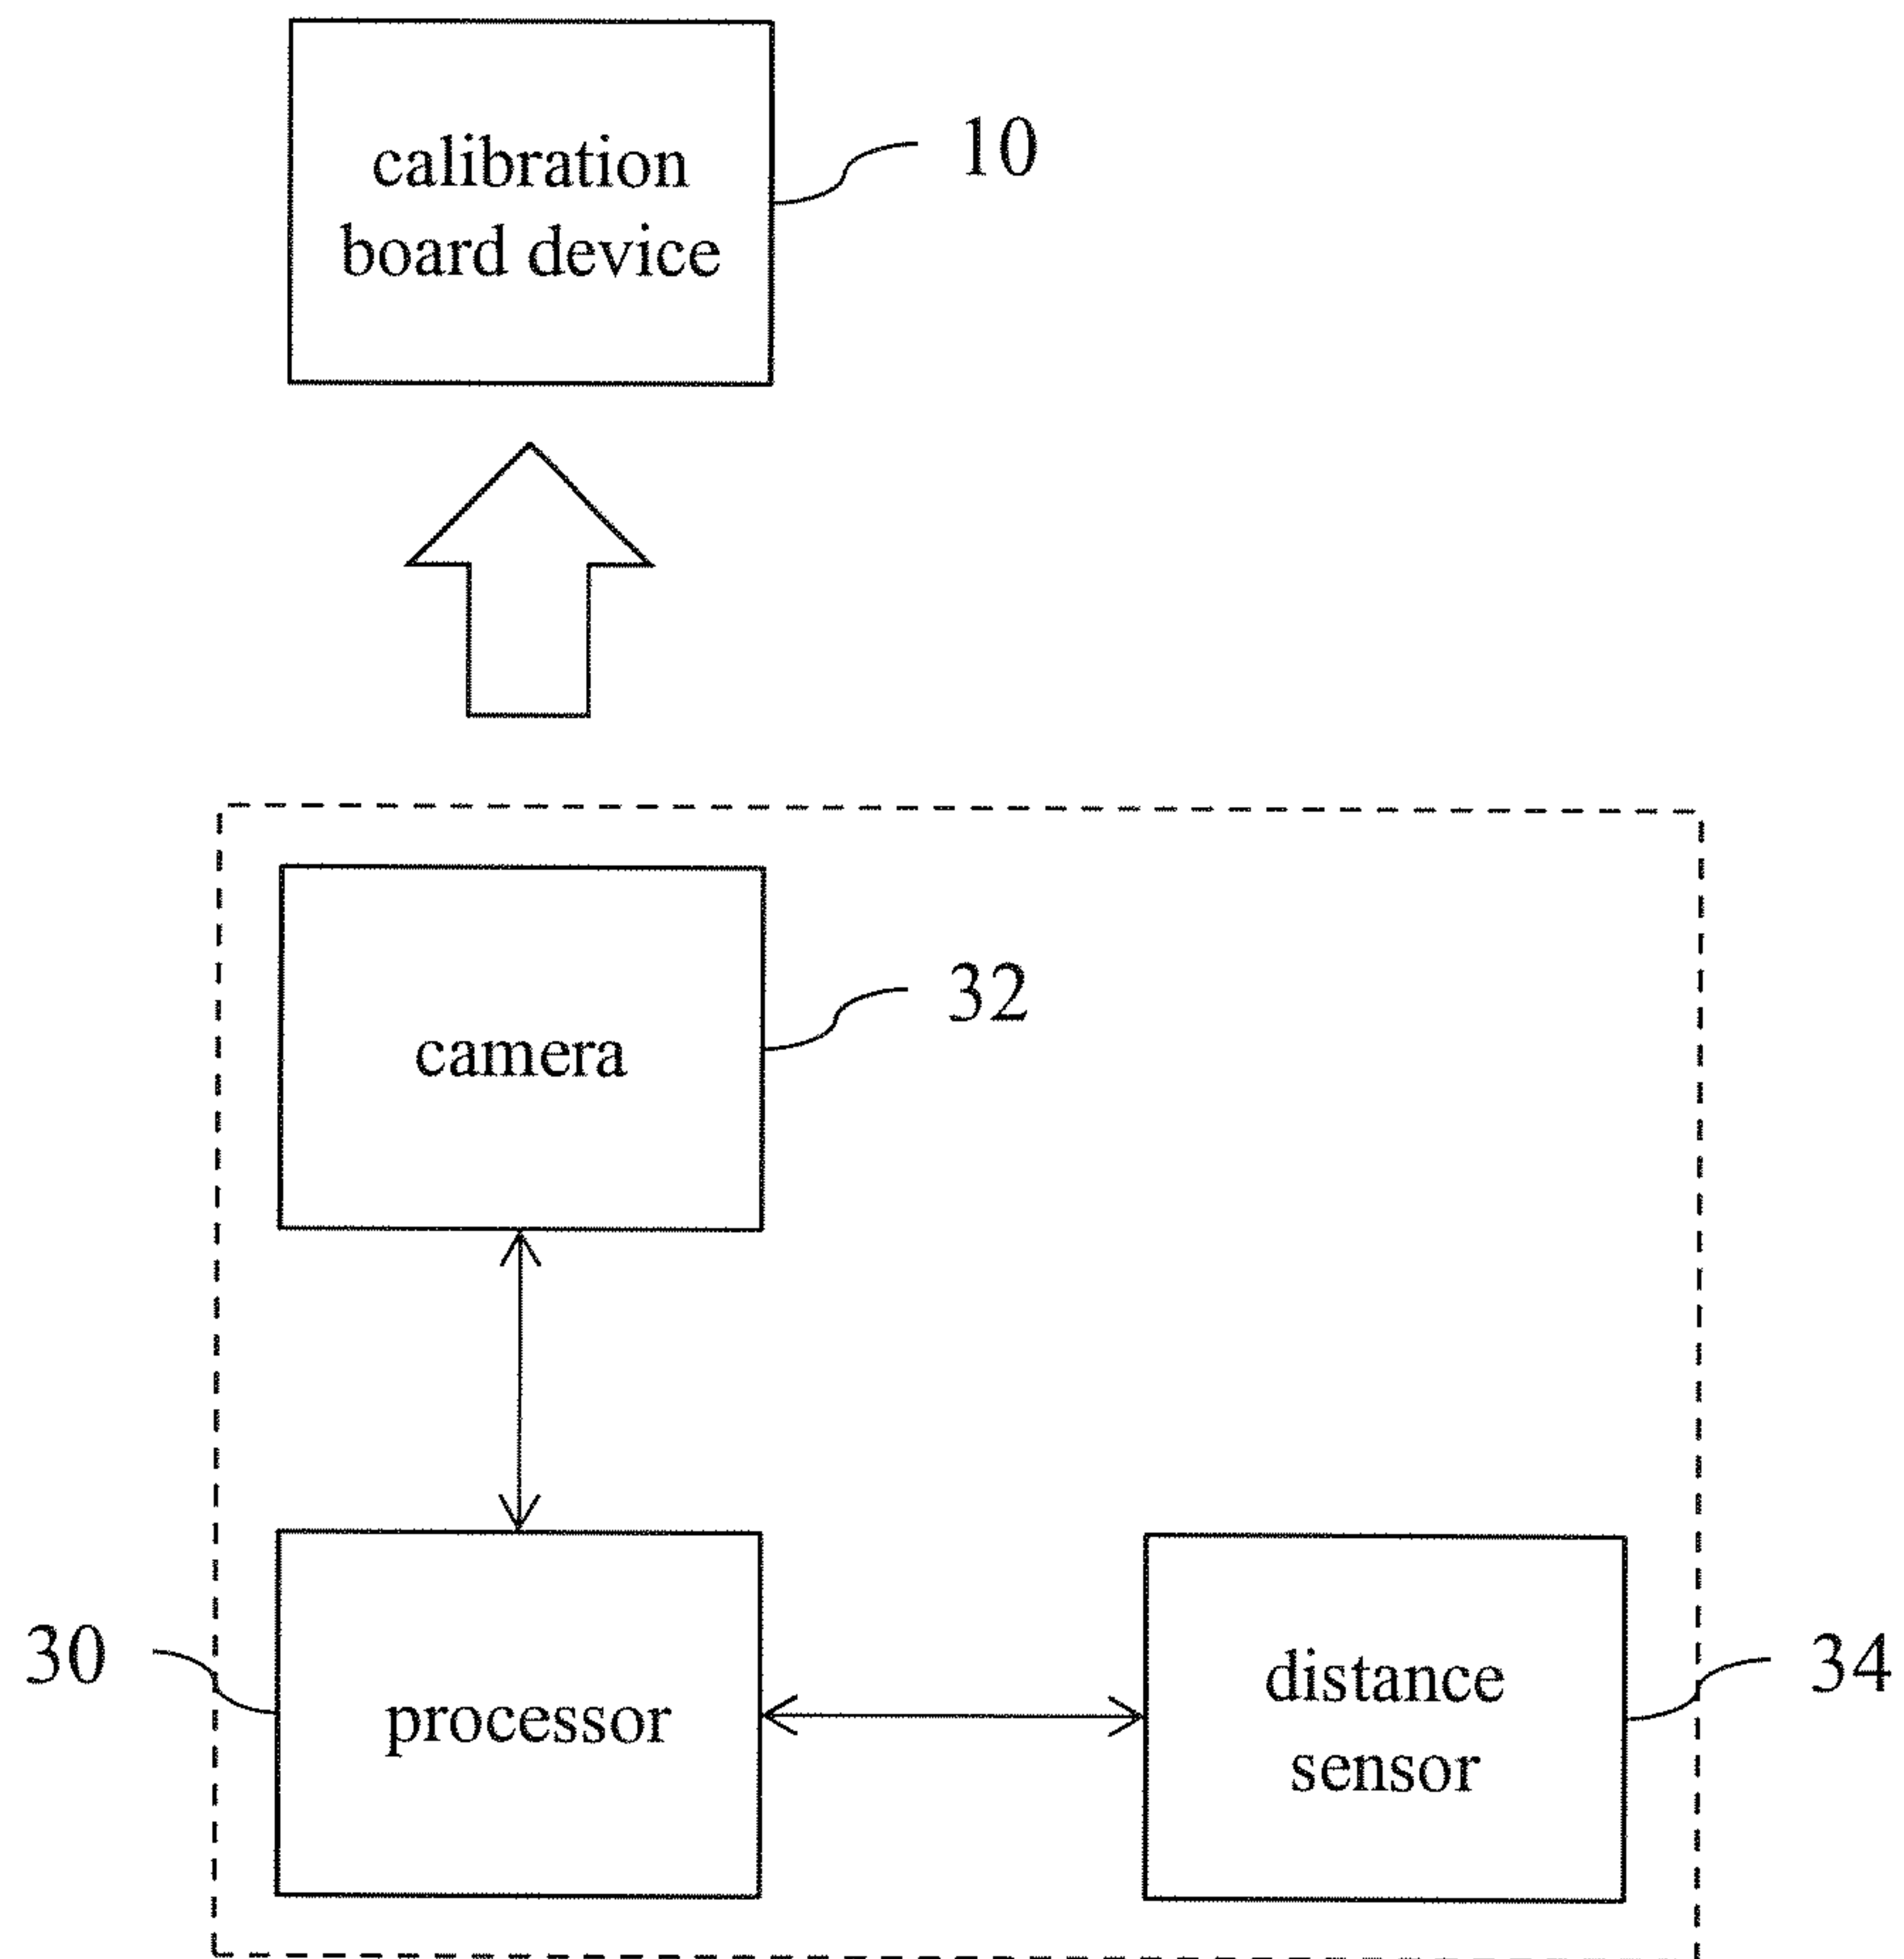 calibration
board device
10
camera
32
30
processor
distance
sensor
34